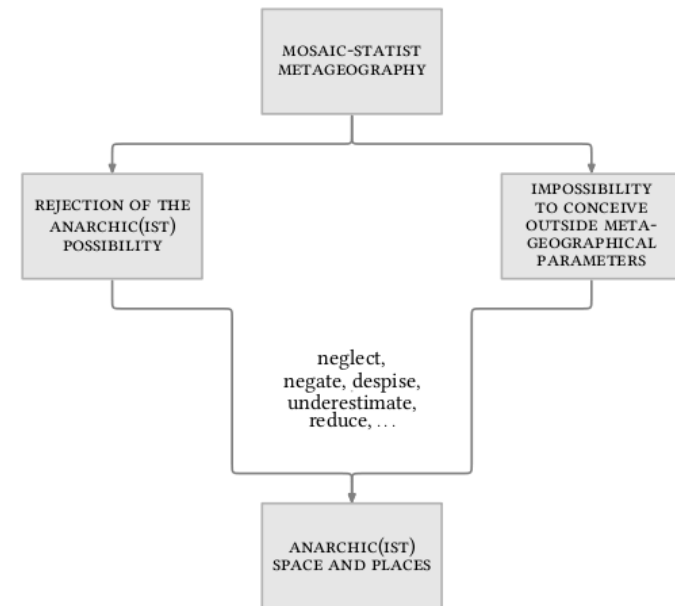 MOSAIC-STATIST
METAGEOGRAPHY
REJECTION OF THE
ANARCHIC(IST)
POSSIBILITY
IMPOSSIBILITY
TO CONCEIVE
OUTSIDE META-
GEOGRAPHICAL
PARAMETERS
neglect,
negate, despise,
underestimate,
reduce, ...
ANARCHIC(IST)
SPACE AND PLACES